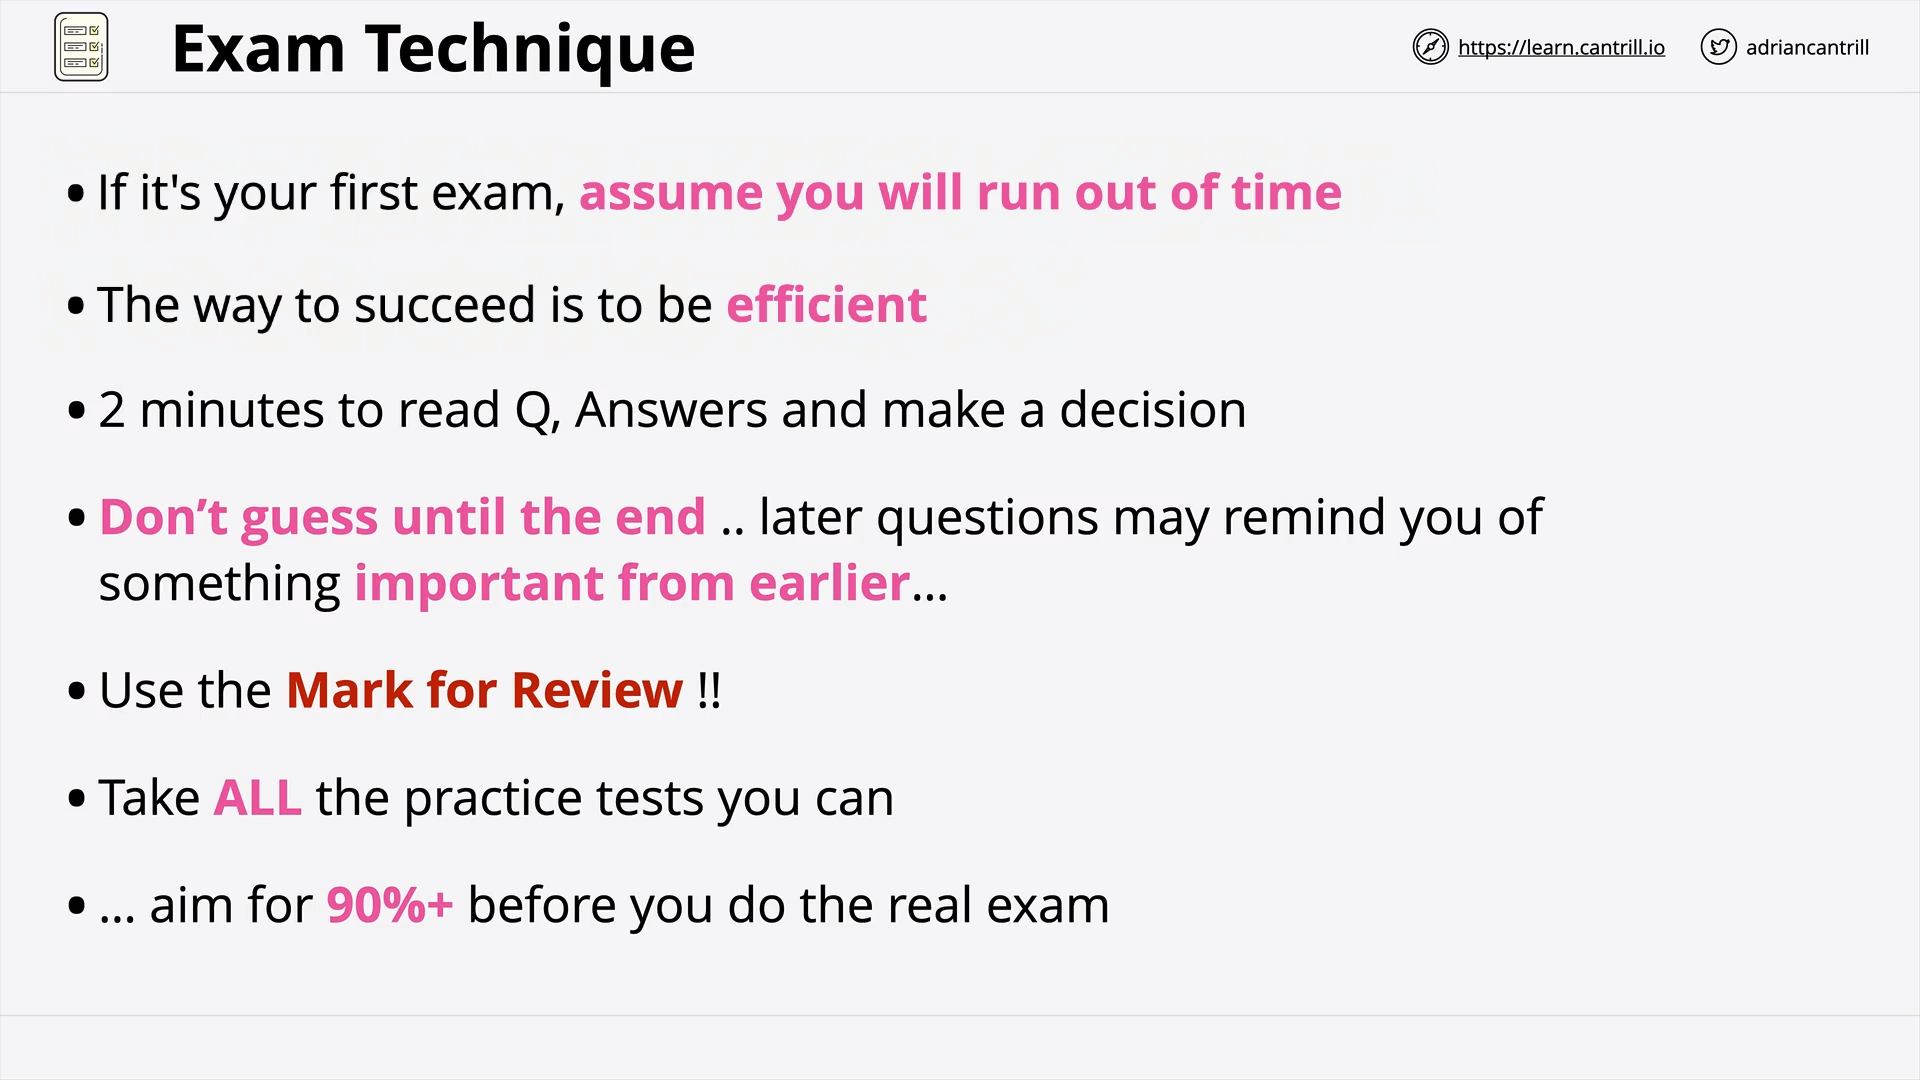 Exam Technique
https://learn.cantrill.io
adriancantrill
• If it's your first exam, assume you will run out of time
• The way to succeed is to be efficient
• 2 minutes to read Q, Answers and make a decision
• Don’t guess until the end .. later questions may remind you of
something important from earlier...
• Use the Mark for Review !!
• Take ALL the practice tests you can
• ... aim for 90%+ before you do the real exam